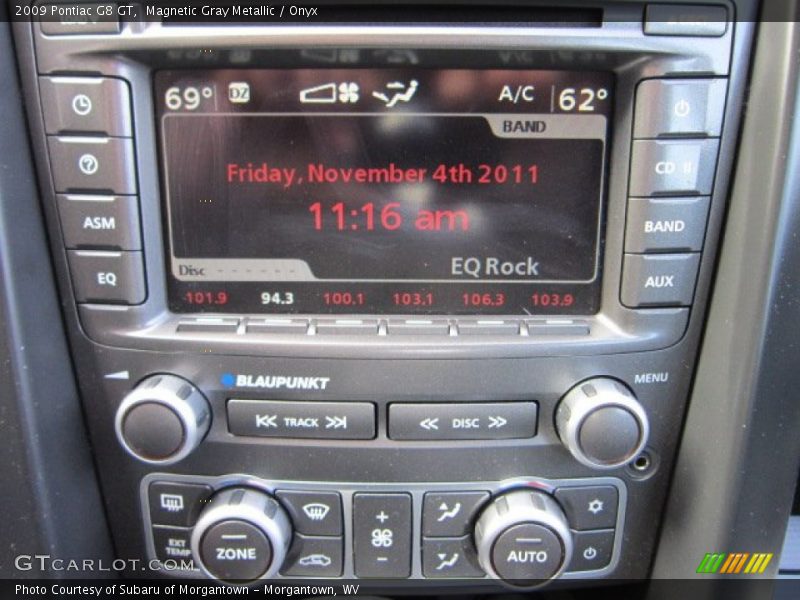 2009 Pontiac G8 GT, Magnetic Gray Metallic / Onyx
69° DZ A/C 62°
BAND
Friday, November 4th 2011
11:16 am
Disc - - - - - -
EQ Rock
101.9 94.3 100.1 103.1 106.3 103.9
?
ASM
EQ
CD II
BAND
AUX
BLAUPUNKT
MENU
TRACK
DISC
EXT TEMP
ZONE
+
-
AUTO
GTCARLOT.COM
Photo Courtesy of Subaru of Morgantown – Morgantown, WV